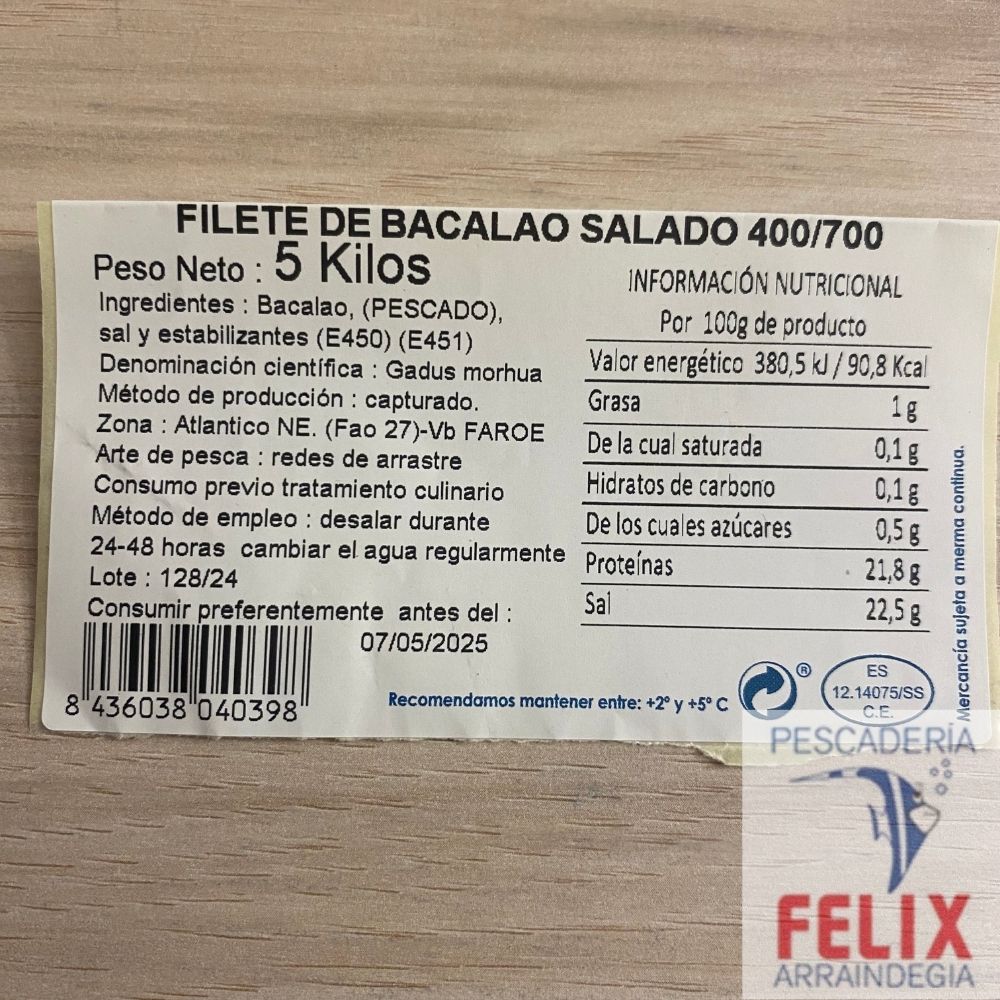 FILETE DE BACALAO SALADO 400/700
Peso Neto : 5 Kilos
Ingredientes : Bacalao, (PESCADO),
sal y estabilizantes (E450) (E451)
Denominación científica : Gadus morhua
Método de producción : capturado.
Zona : Atlantico NE. (Fao 27)-Vb FAROE
Arte de pesca : redes de arrastre
Consumo previo tratamiento culinario
Método de empleo : desalar durante
24-48 horas cambiar el agua regularmente
Lote : 128/24
Consumir preferentemente antes del :
07/05/2025
8 436038 040398
INFORMACIÓN NUTRICIONAL
Por 100g de producto
Valor energético 380,5 kJ / 90,8 Kcal
Grasa 1 g
De la cual saturada 0,1 g
Hidratos de carbono 0,1 g
De los cuales azúcares 0,5 g
Proteínas 21,8 g
Sal 22,5 g
Recomendamos mantener entre: +2º y +5º C
®
ES
12.14075/SS
C.E.
Mercancía sujeta a merma continua.
PESCADERÍA
FELIX
ARRAINDEGIA